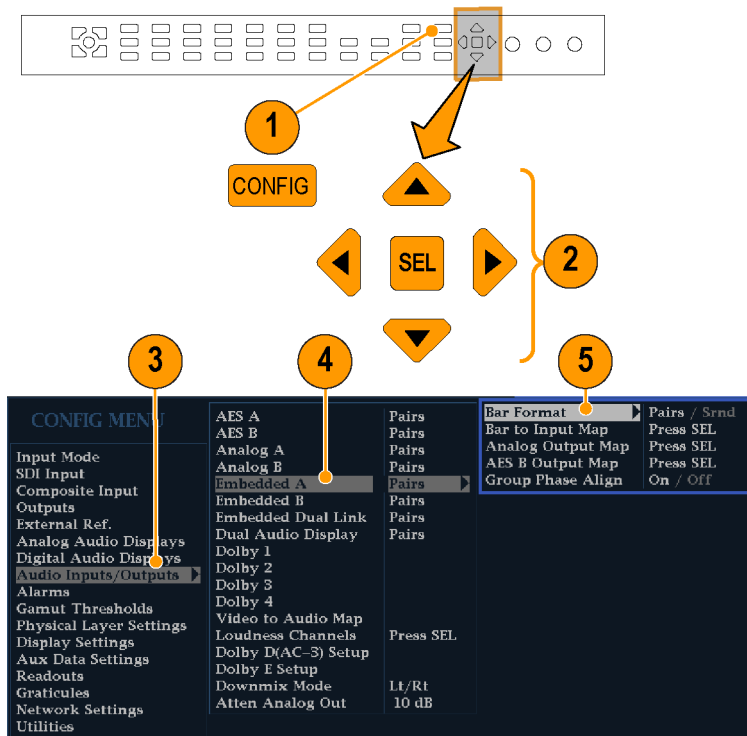 1
CONFIG
SEL
2
3
4
5
CONFIG MENU
Input Mode
SDI Input
Composite Input
Outputs
External Ref.
Analog Audio Displays
Digital Audio Displays
Audio Inputs/Outputs
Alarms
Gamut Thresholds
Physical Layer Settings
Display Settings
Aux Data Settings
Readouts
Graticules
Network Settings
Utilities
AES A Pairs
AES B Pairs
Analog A Pairs
Analog B Pairs
Embedded A Pairs
Embedded B Pairs
Embedded Dual Link Pairs
Dual Audio Display Pairs
Dolby 1
Dolby 2
Dolby 3
Dolby 4
Video to Audio Map
Loudness Channels Press SEL
Dolby D(AC-3) Setup
Dolby E Setup
Downmix Mode Lt/Rt
Atten Analog Out 10 dB
Bar Format Pairs / Srnd
Bar to Input Map Press SEL
Analog Output Map Press SEL
AES B Output Map Press SEL
Group Phase Align On / Off